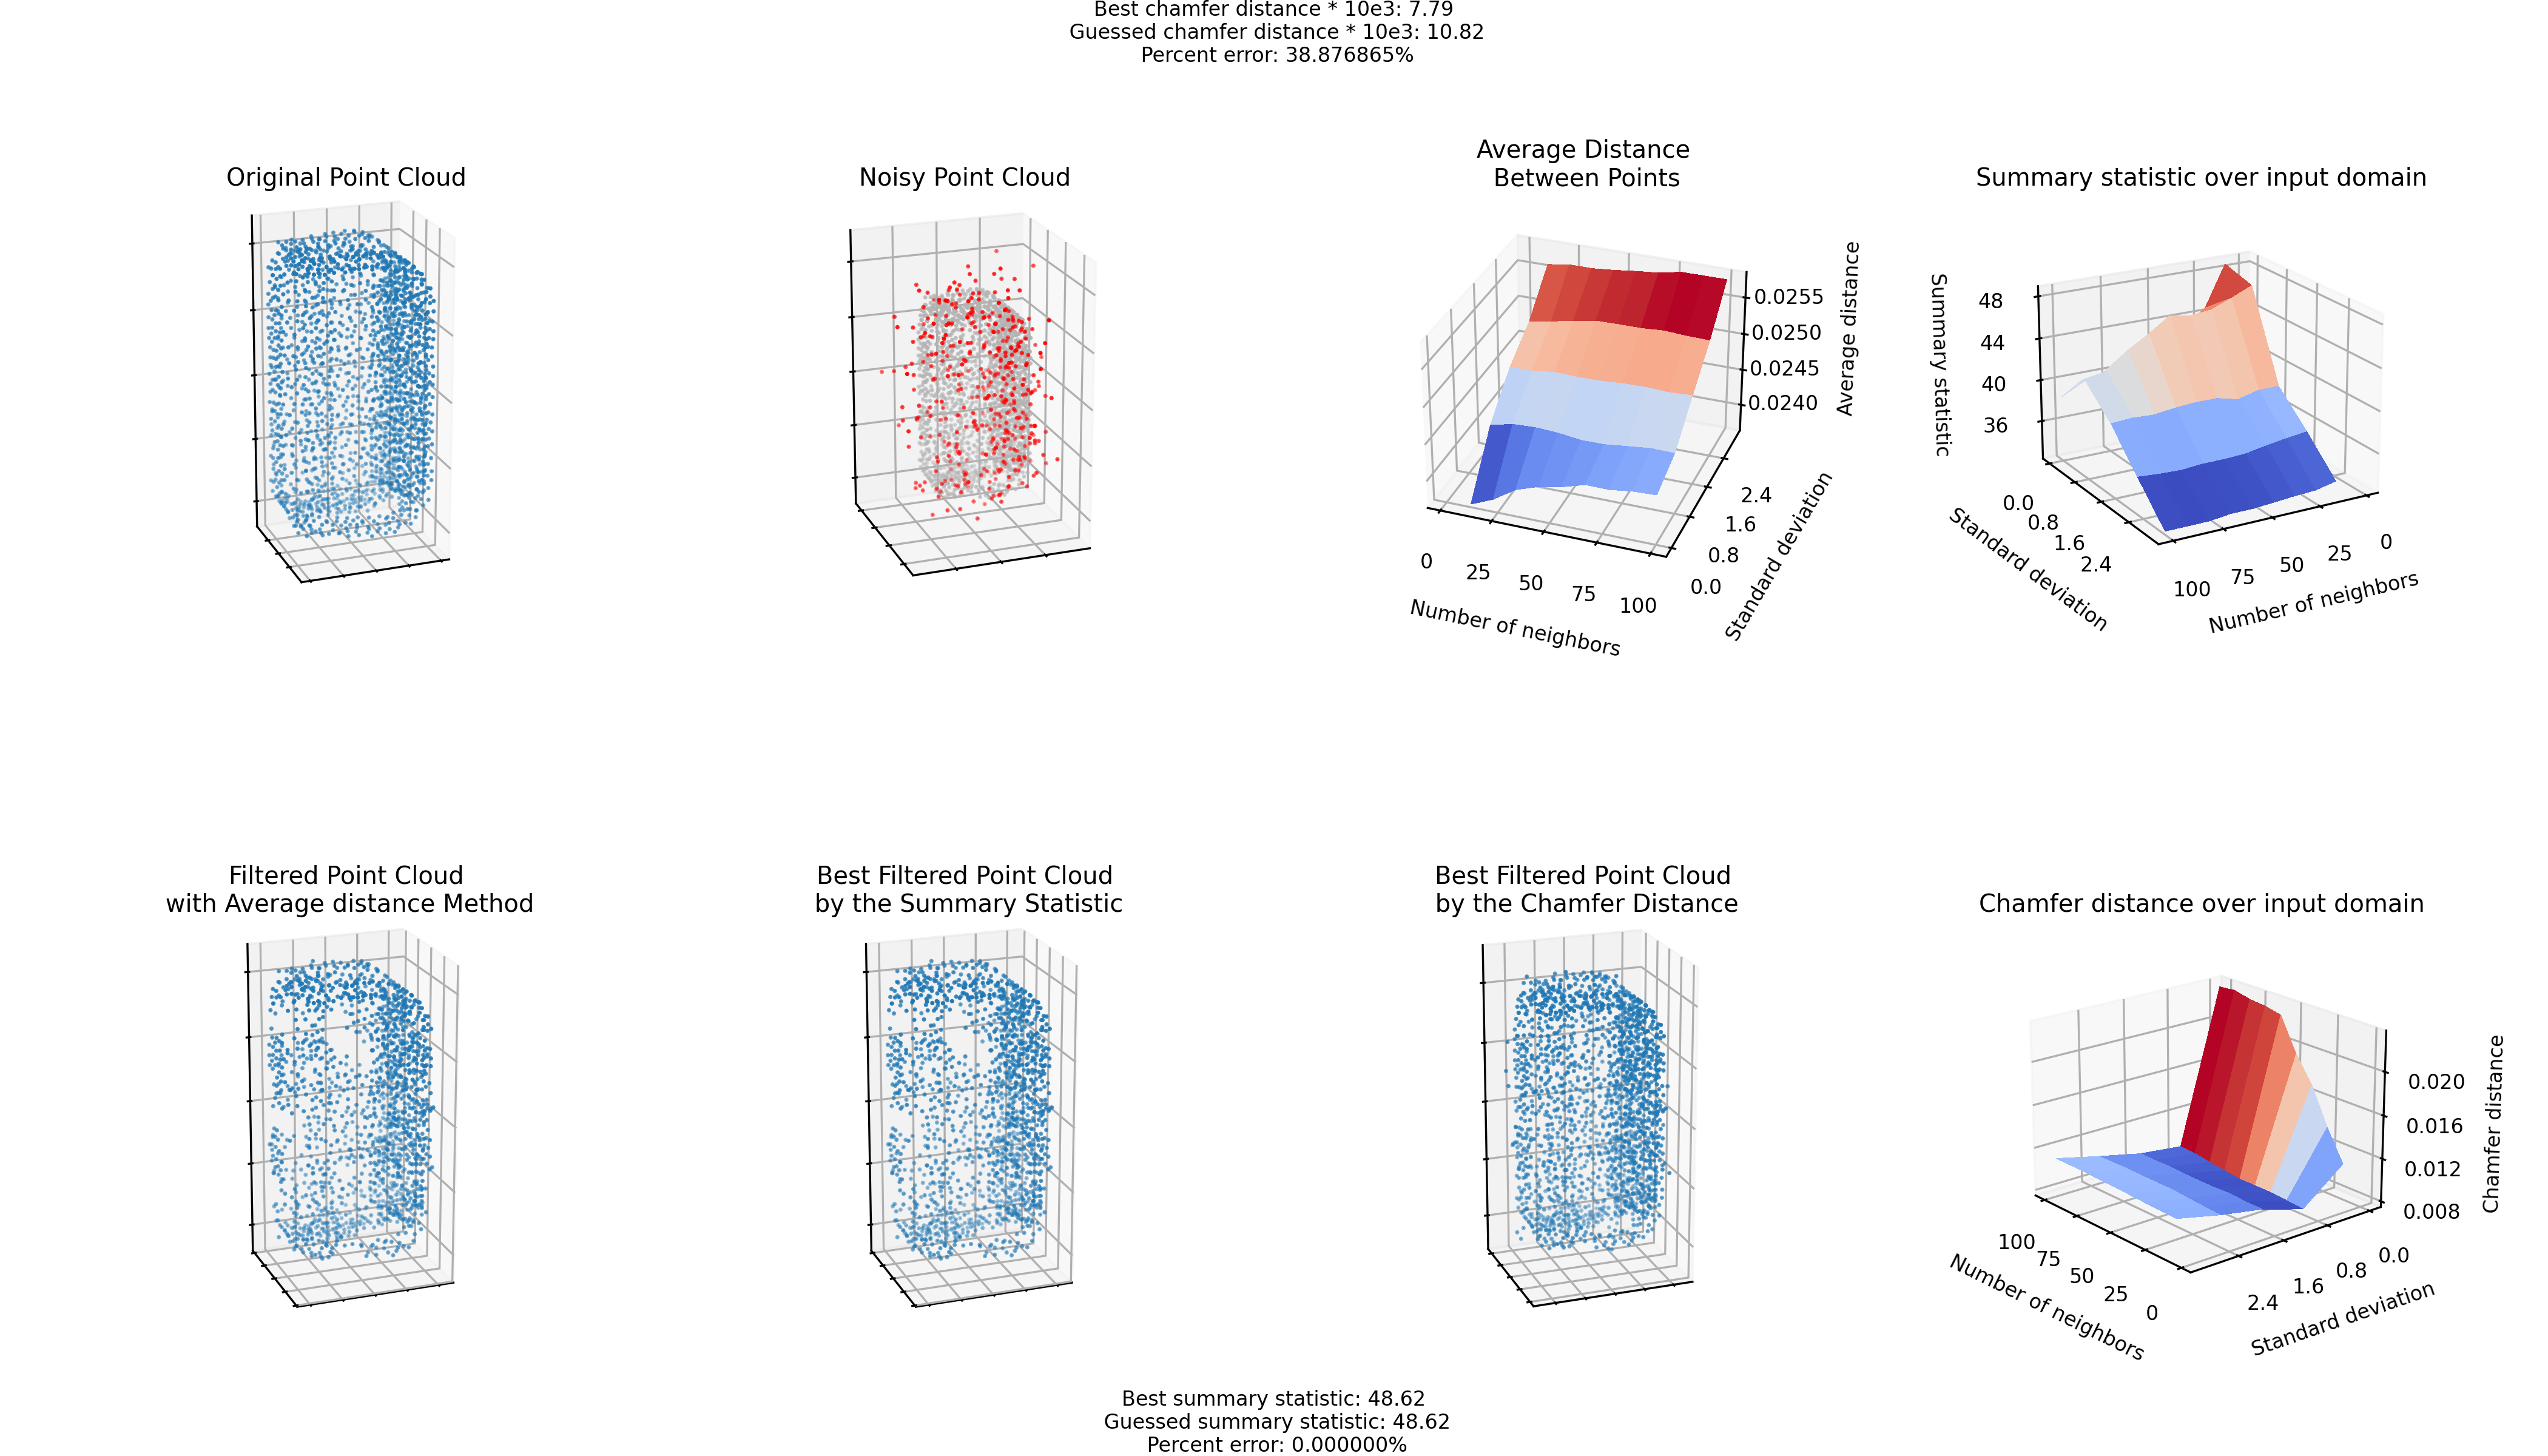 Best chamfer distance * 10e3: 7.79
Guessed chamfer distance * 10e3: 10.82
Percent error: 38.876865%
Original Point Cloud
Noisy Point Cloud
Average Distance
Between Points
0.0255
0.0250
0.0245
0.0240
Average distance
2.4
1.6
0.8
0.0
Standard deviation
0
25
50
75
100
Number of neighbors
Summary statistic over input domain
48
44
40
36
Summary statistic
0.0
0.8
1.6
2.4
Standard deviation
100
75
50
25
0
Number of neighbors
Filtered Point Cloud
with Average distance Method
Best Filtered Point Cloud
by the Summary Statistic
Best Filtered Point Cloud
by the Chamfer Distance
Chamfer distance over input domain
0.020
0.016
0.012
0.008
Chamfer distance
100
75
50
25
0
Number of neighbors
2.4
1.6
0.8
0.0
Standard deviation
Best summary statistic: 48.62
Guessed summary statistic: 48.62
Percent error: 0.000000%